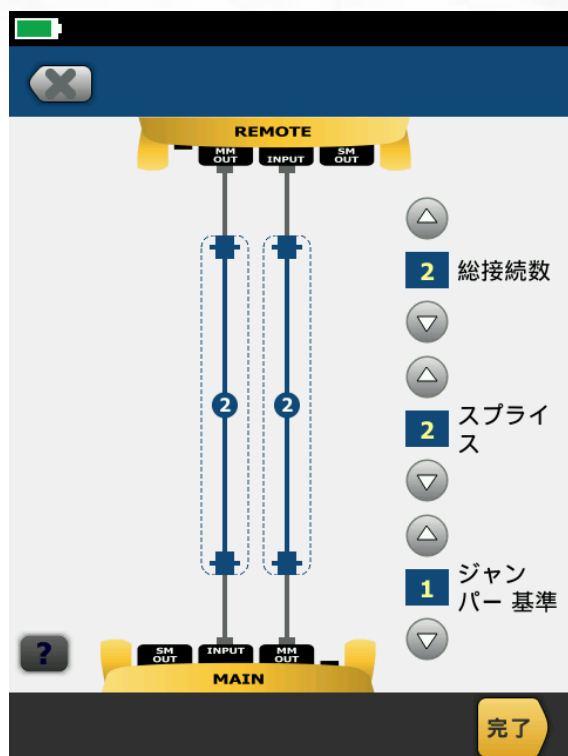 REMOTE
MM OUT INPUT SM OUT
2 総接続数
2 2
2 スプライ
ス
1 ジャン
パー 基準
?
SM OUT INPUT MM OUT
MAIN
完了